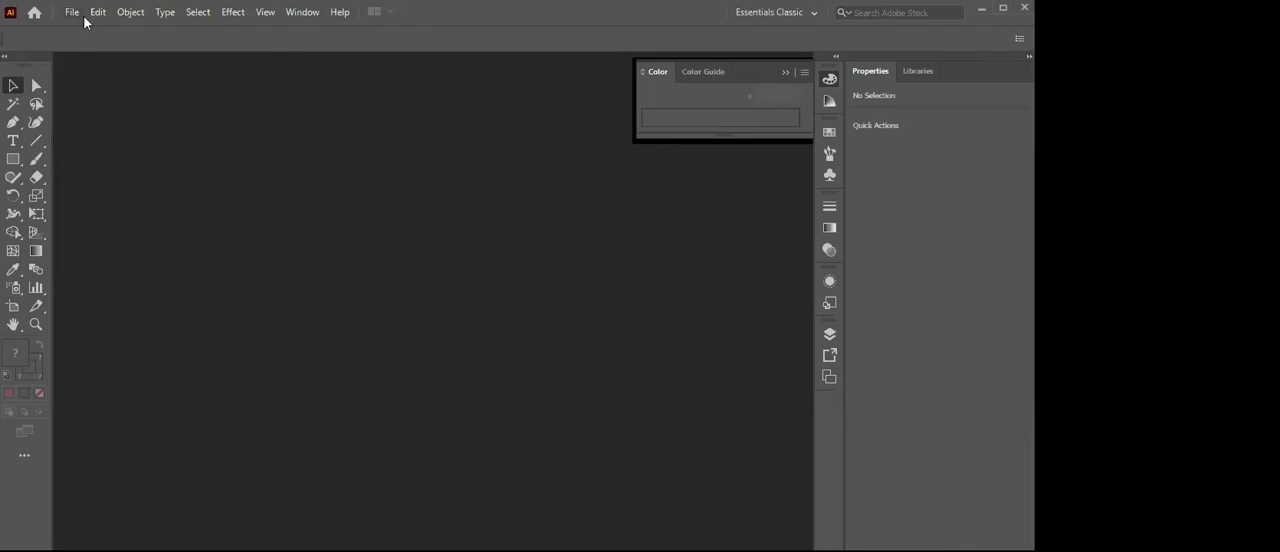 Ai File Edit Object Type Select Effect View Window Help Essentials Classic Search Adobe Stock
Color Color Guide Properties Libraries
No Selection
Quick Actions
T
?